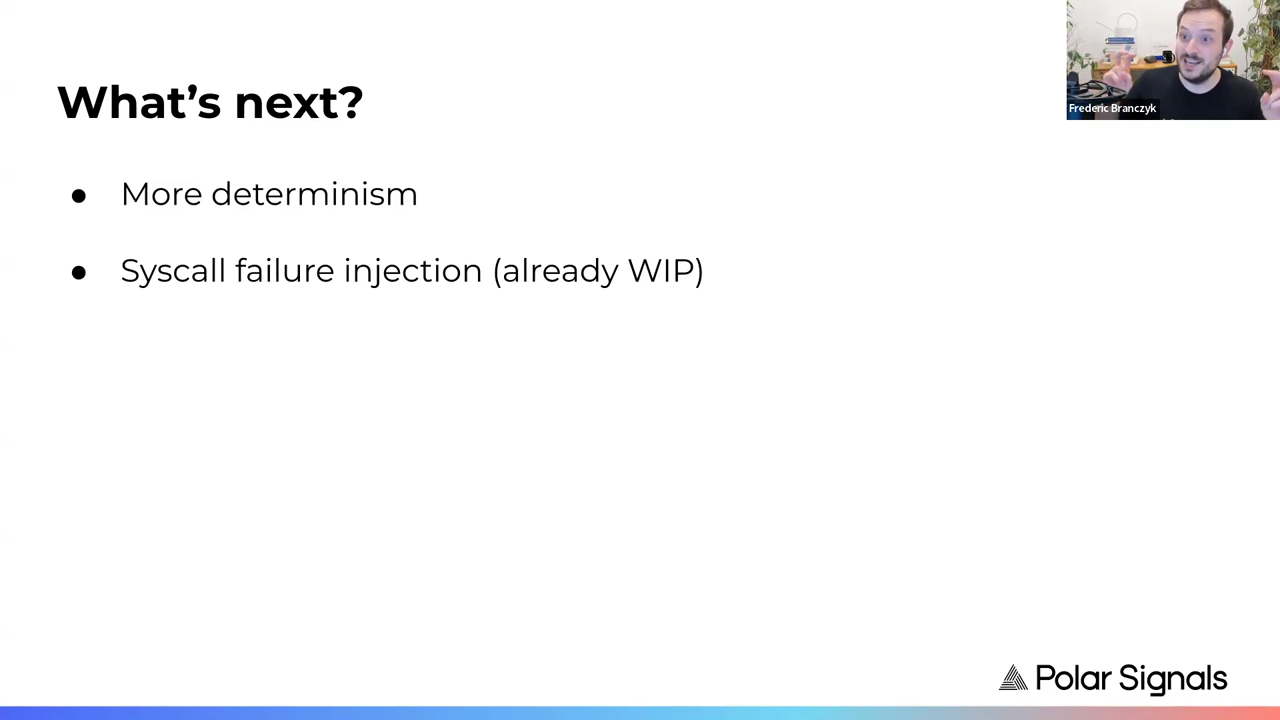 What's next?
● More determinism
● Syscall failure injection (already WIP)
Frederic Branczyk
Polar Signals